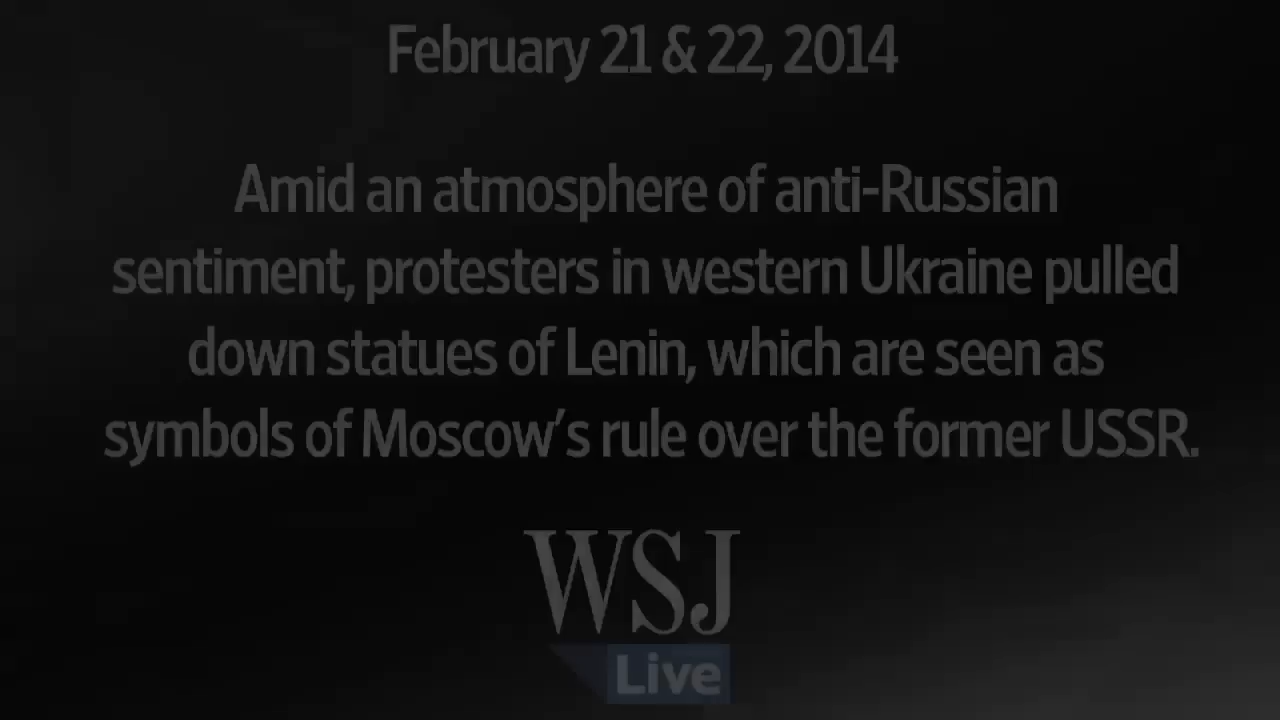 February 21 & 22, 2014
Amid an atmosphere of anti-Russian
sentiment, protesters in western Ukraine pulled
down statues of Lenin, which are seen as
symbols of Moscow's rule over the former USSR.
WSJ
Live